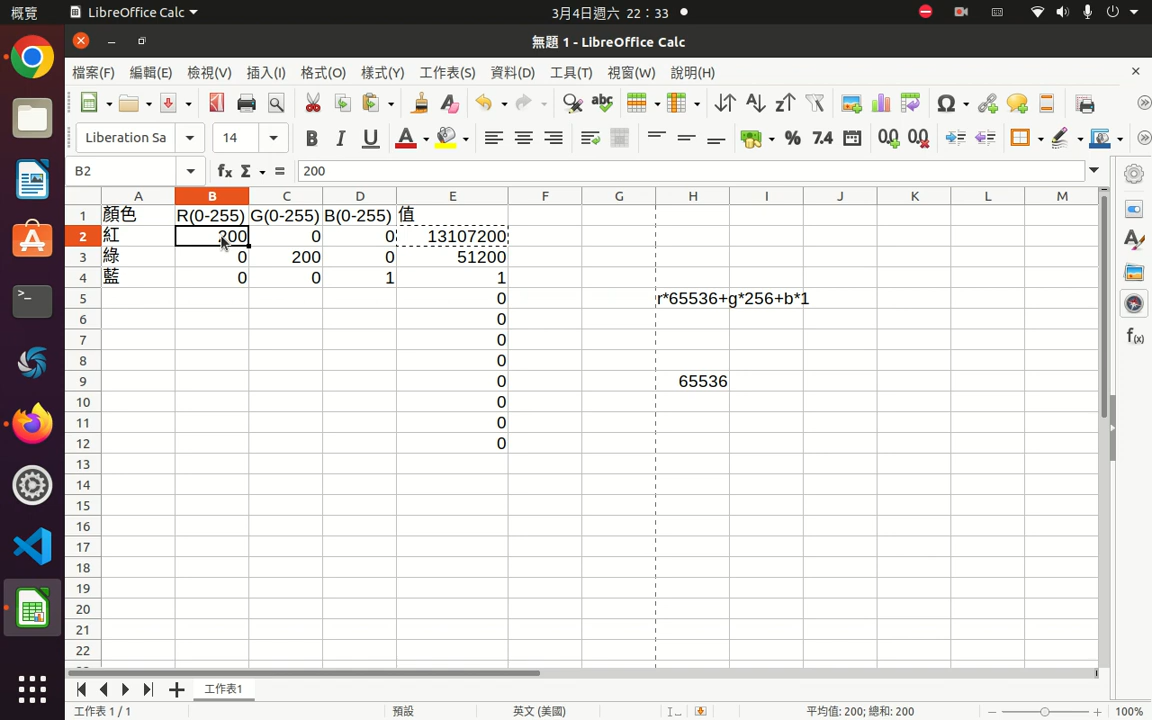 概覽 LibreOffice Calc 3月4日週六 22：33
無題 1 - LibreOffice Calc
檔案(F) 編輯(E) 檢視(V) 插入(I) 格式(O) 樣式(Y) 工作表(S) 資料(D) 工具(T) 視窗(W) 說明(H)
Liberation Sa 14
B2 200
A B C D E F G H I J K L M
1 顏色 R(0-255) G(0-255) B(0-255) 值
2 紅 200 0 0 13107200
3 綠 0 200 0 51200
4 藍 0 0 1 1
5 0 r*65536+g*256+b*1
6 0
7 0
8 0
9 0 65536
10 0
11 0
12 0
13
14
15
16
17
18
19
20
21
22
工作表1
工作表 1 / 1 預設 英文 (美國) 平均值: 200; 總和: 200 100%